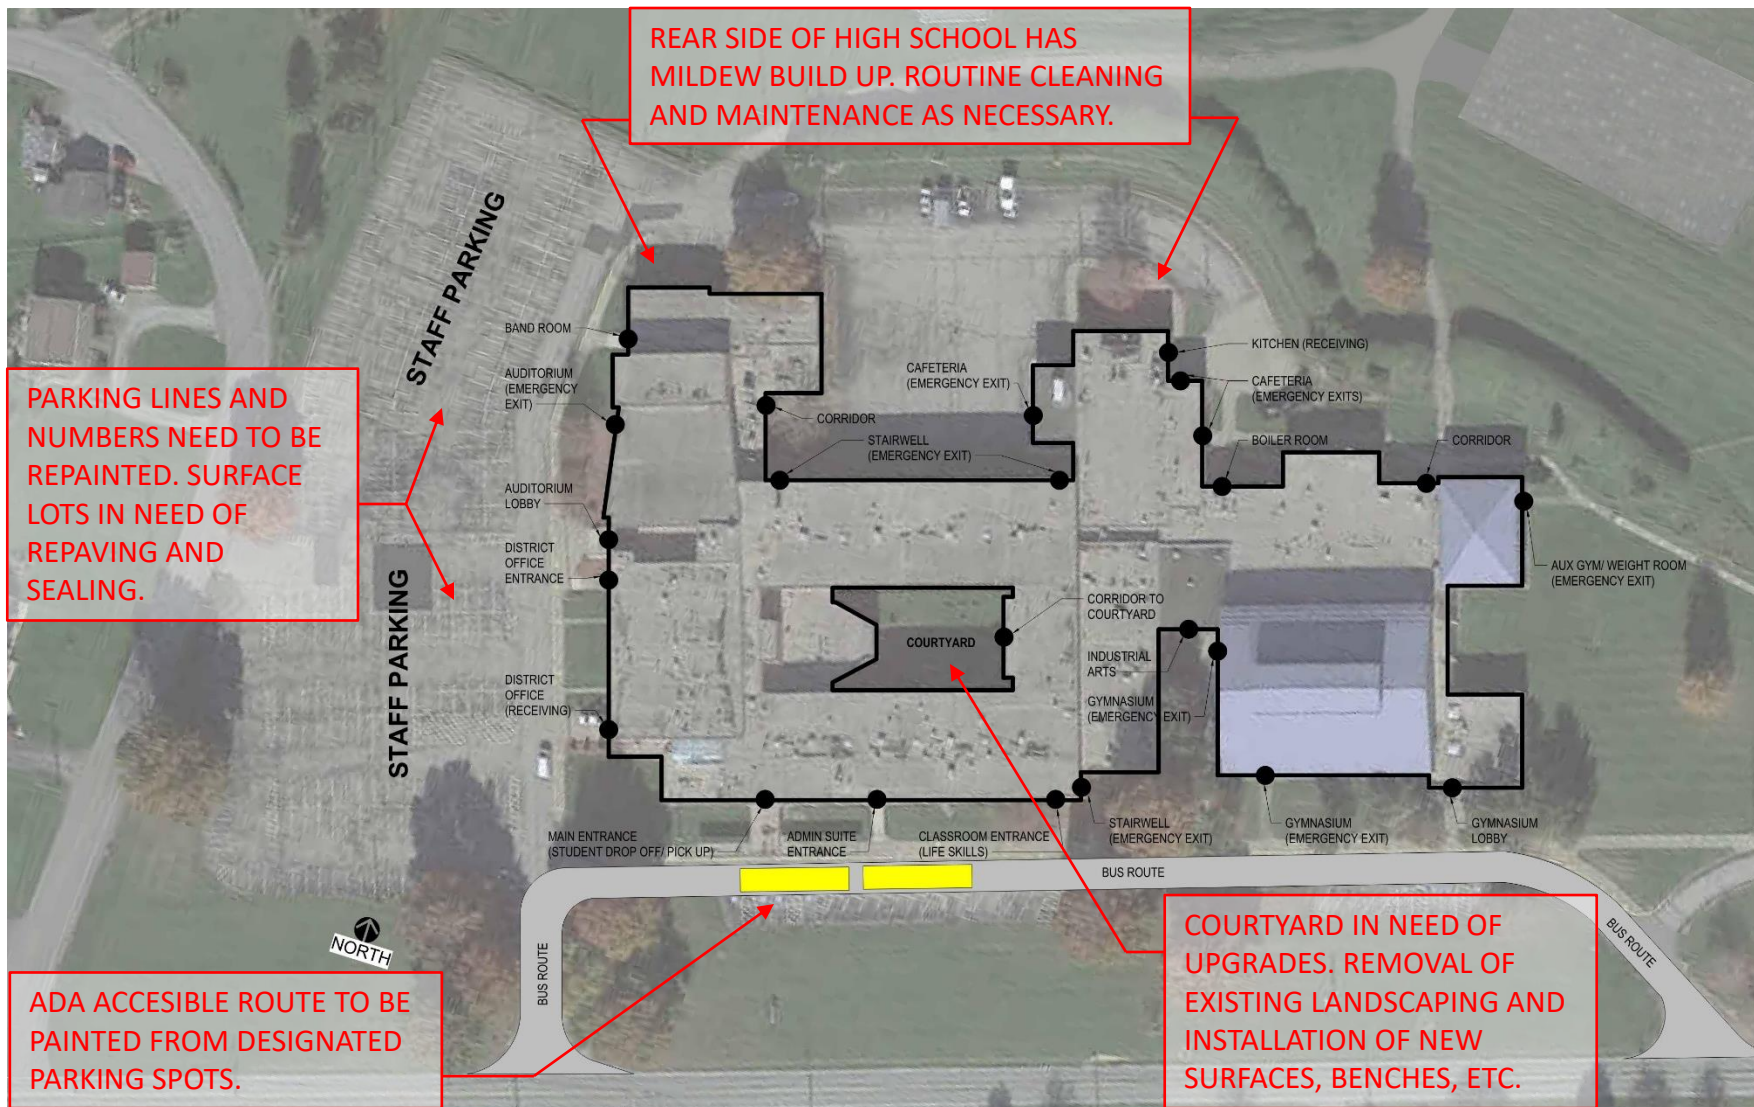 REAR SIDE OF HIGH SCHOOL HAS
MILDEW BUILD UP. ROUTINE CLEANING
AND MAINTENANCE AS NECESSARY.
STAFF PARKING
BAND ROOM
AUDITORIUM
(EMERGENCY
EXIT)
CORRIDOR
STAIRWELL
(EMERGENCY EXIT)
CAFETERIA
(EMERGENCY EXIT)
KITCHEN (RECEIVING)
CAFETERIA
(EMERGENCY EXITS)
BOILER ROOM
CORRIDOR
PARKING LINES AND
NUMBERS NEED TO BE
REPAINTED. SURFACE
LOTS IN NEED OF
REPAVING AND
SEALING.
AUDITORIUM
LOBBY
DISTRICT
OFFICE
ENTRANCE
AUX GYM/ WEIGHT ROOM
(EMERGENCY EXIT)
STAFF PARKING
CORRIDOR TO
COURTYARD
COURTYARD
INDUSTRIAL
ARTS
GYMNASIUM
(EMERGENCY EXIT)
DISTRICT
OFFICE
(RECEIVING)
MAIN ENTRANCE
(STUDENT DROP OFF/ PICK UP)
ADMIN SUITE
ENTRANCE
CLASSROOM ENTRANCE
(LIFE SKILLS)
STAIRWELL
(EMERGENCY EXIT)
GYMNASIUM
(EMERGENCY EXIT)
GYMNASIUM
LOBBY
BUS ROUTE
BUS ROUTE
BUS ROUTE
NORTH
ADA ACCESIBLE ROUTE TO BE
PAINTED FROM DESIGNATED
PARKING SPOTS.
COURTYARD IN NEED OF
UPGRADES. REMOVAL OF
EXISTING LANDSCAPING AND
INSTALLATION OF NEW
SURFACES, BENCHES, ETC.